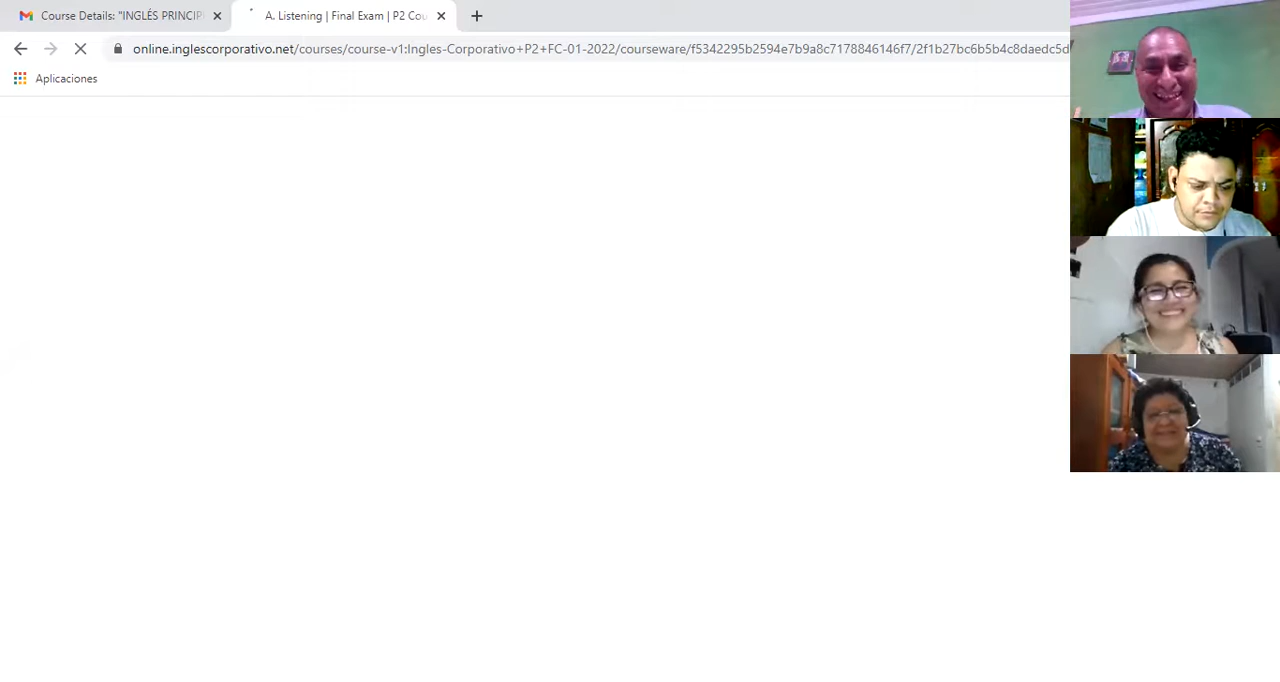 Course Details: "INGLÉS PRINCIPI
A. Listening | Final Exam | P2 Cou
online.inglescorporativo.net/courses/course-v1:Ingles-Corporativo+P2+FC-01-2022/courseware/f5342295b2594e7b9a8c7178846146f7/2f1b27bc6b5b4c8daedc5d
Aplicaciones